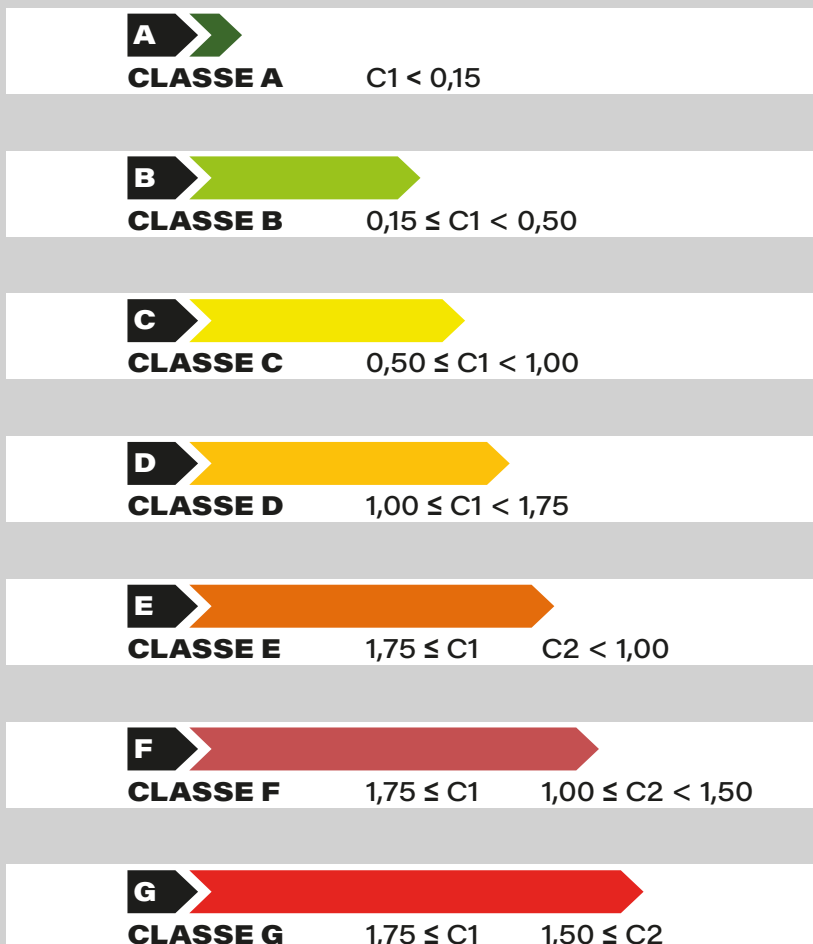 A
CLASSE A C1 < 0,15
B
CLASSE B 0,15 ≤ C1 < 0,50
C
CLASSE C 0,50 ≤ C1 < 1,00
D
CLASSE D 1,00 ≤ C1 < 1,75
E
CLASSE E 1,75 ≤ C1 C2 < 1,00
F
CLASSE F 1,75 ≤ C1 1,00 ≤ C2 < 1,50
G
CLASSE G 1,75 ≤ C1 1,50 ≤ C2